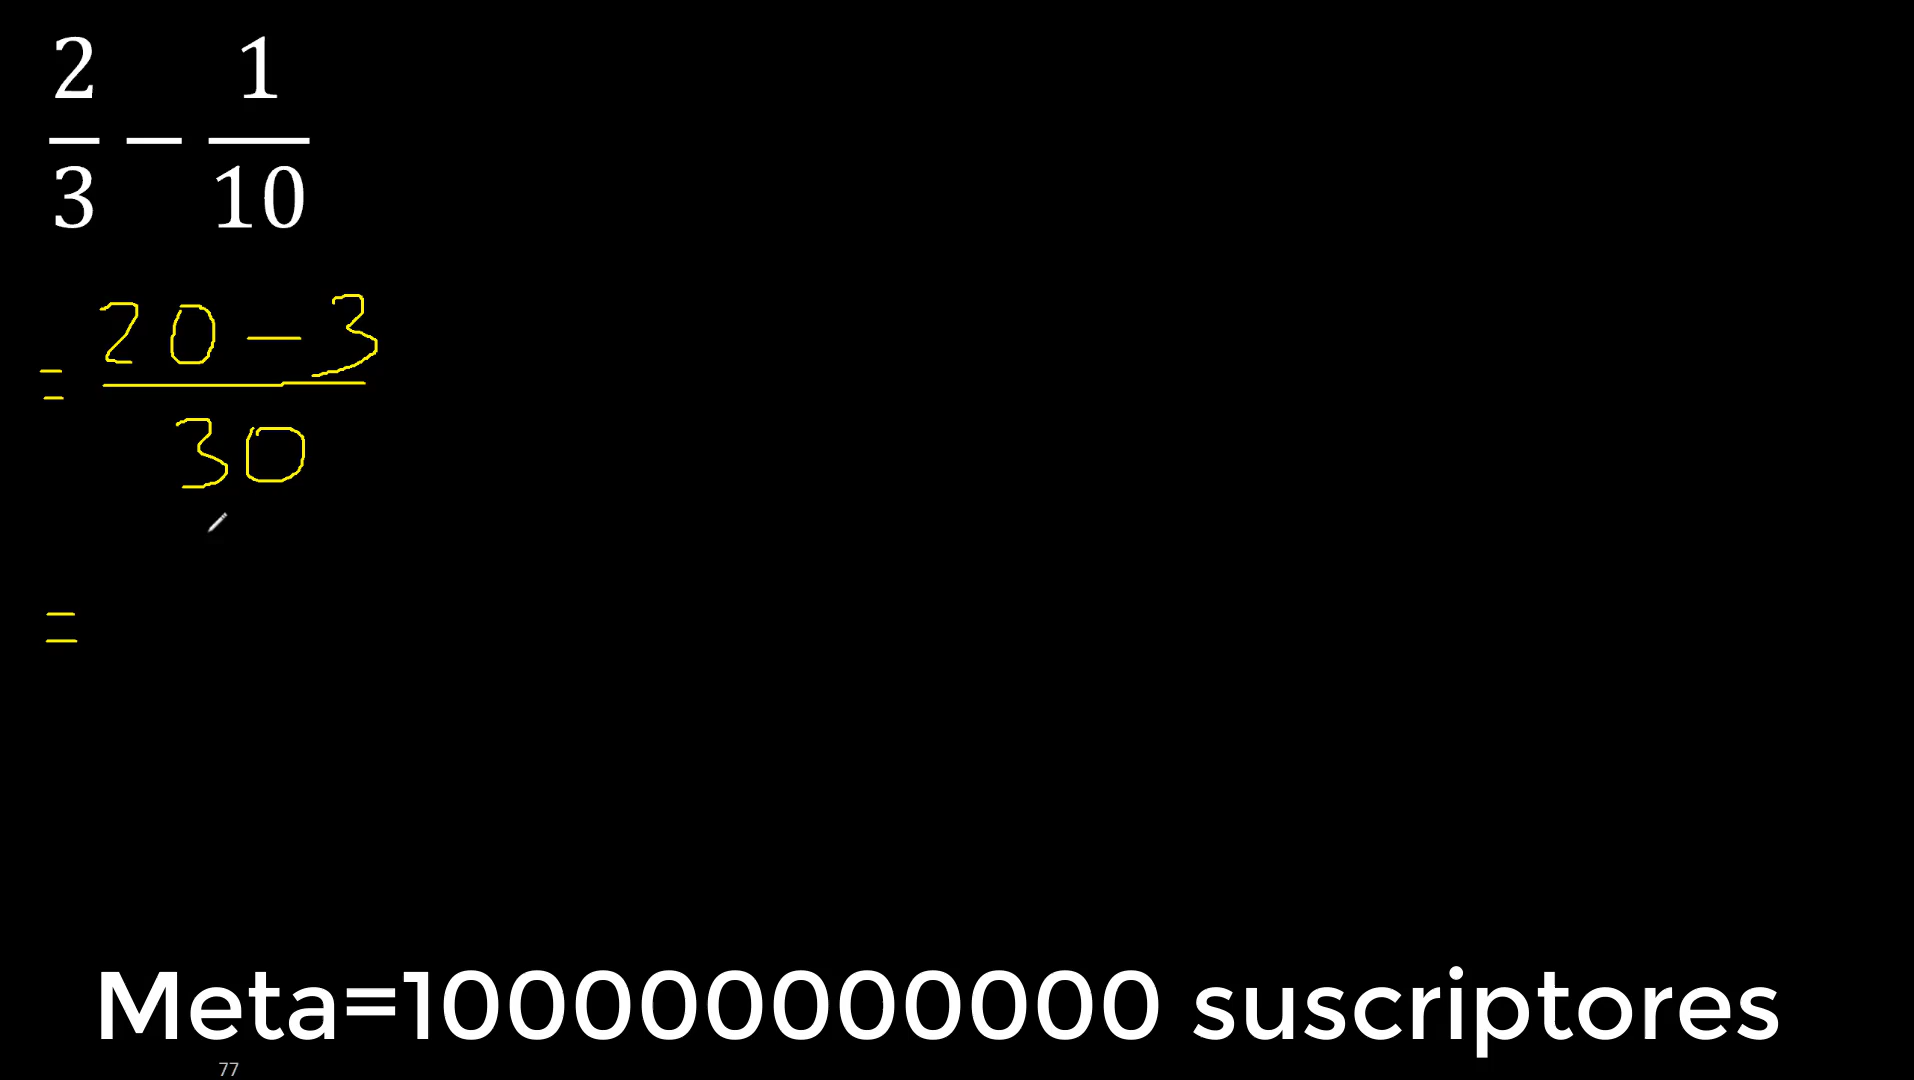 2/3 − 1/10
= 20 − 3 / 30
=
Meta=100000000000 suscriptores
77